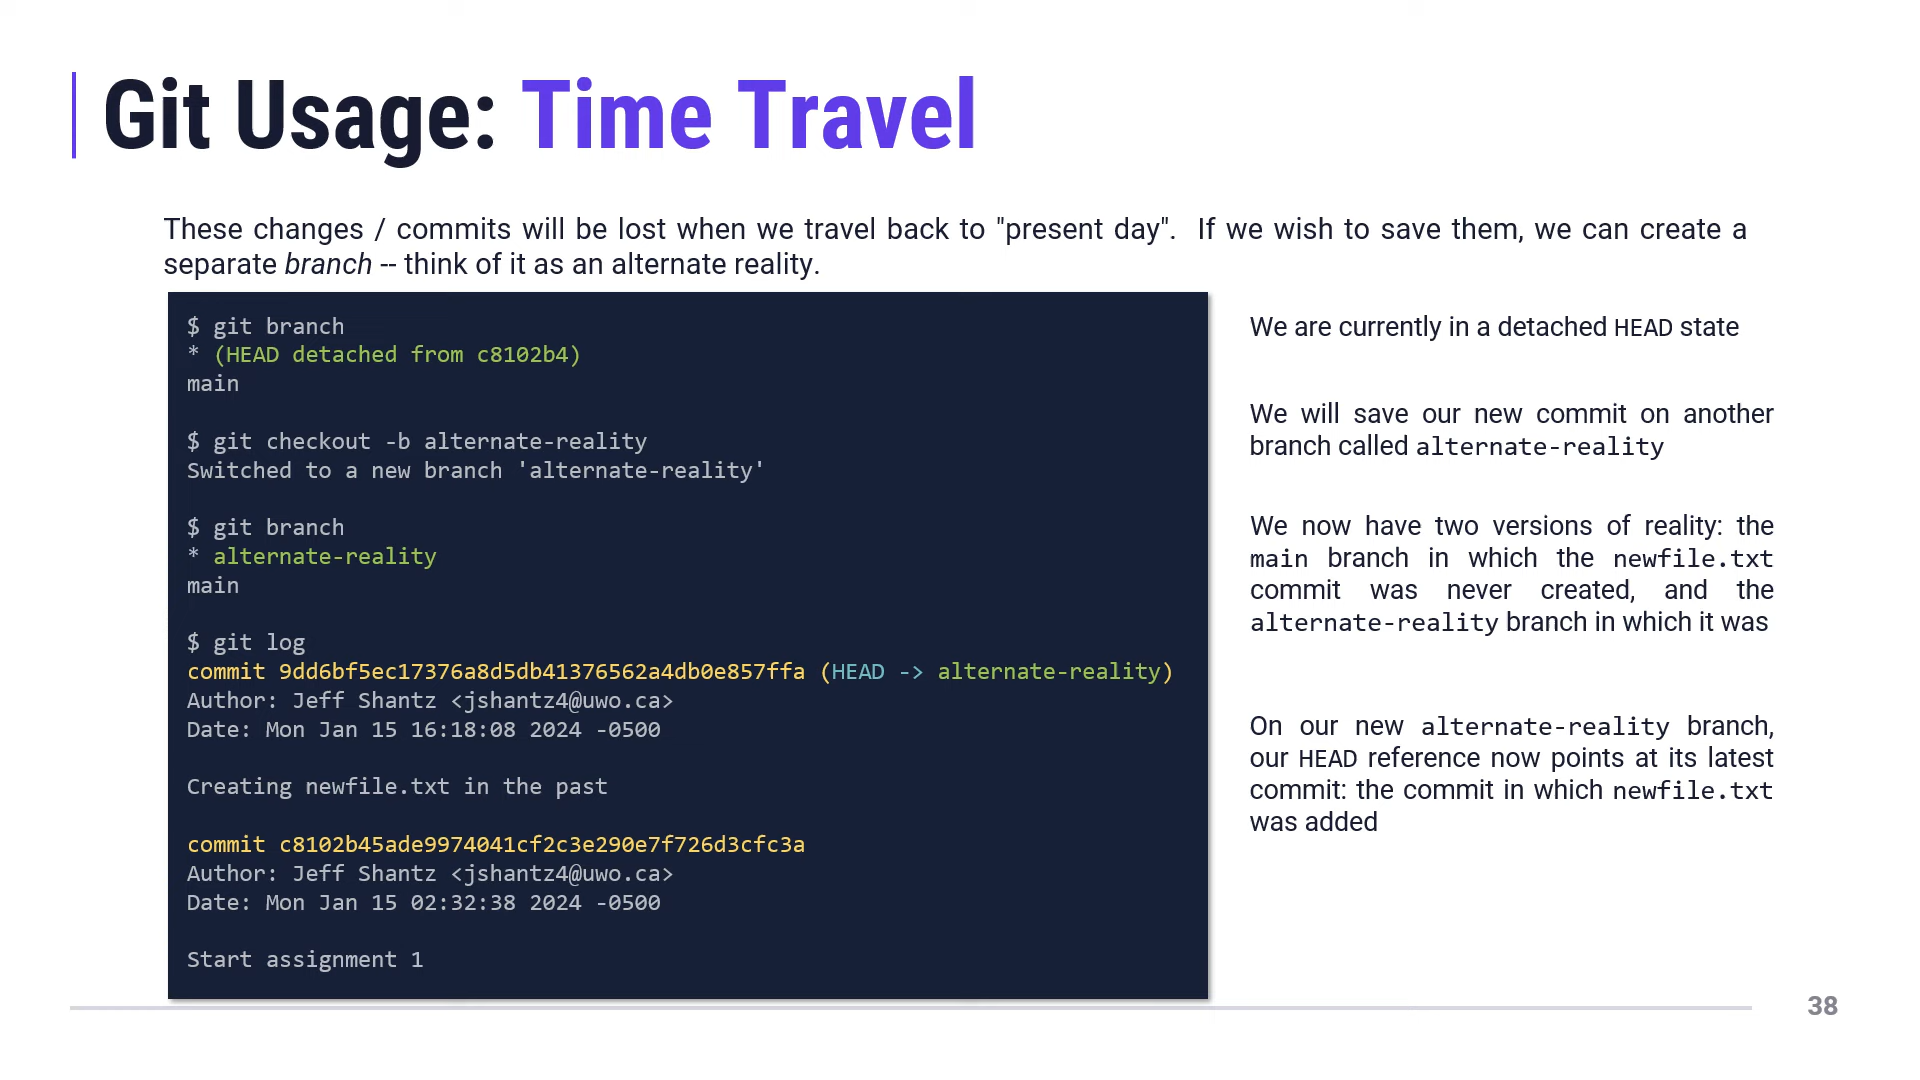 Git Usage: Time Travel
These changes / commits will be lost when we travel back to "present day".  If we wish to save them, we can create a
separate branch -- think of it as an alternate reality.
$ git branch
* (HEAD detached from c8102b4)
main
$ git checkout -b alternate-reality
Switched to a new branch 'alternate-reality'
$ git branch
* alternate-reality
main
$ git log
commit 9dd6bf5ec17376a8d5db41376562a4db0e857ffa (HEAD -> alternate-reality)
Author: Jeff Shantz <jshantz4@uwo.ca>
Date: Mon Jan 15 16:18:08 2024 -0500
Creating newfile.txt in the past
commit c8102b45ade9974041cf2c3e290e7f726d3cfc3a
Author: Jeff Shantz <jshantz4@uwo.ca>
Date: Mon Jan 15 02:32:38 2024 -0500
Start assignment 1
We are currently in a detached HEAD state
We will save our new commit on another
branch called alternate-reality
We now have two versions of reality: the
main branch in which the newfile.txt
commit was never created, and the
alternate-reality branch in which it was
On our new alternate-reality branch,
our HEAD reference now points at its latest
commit: the commit in which newfile.txt
was added
38